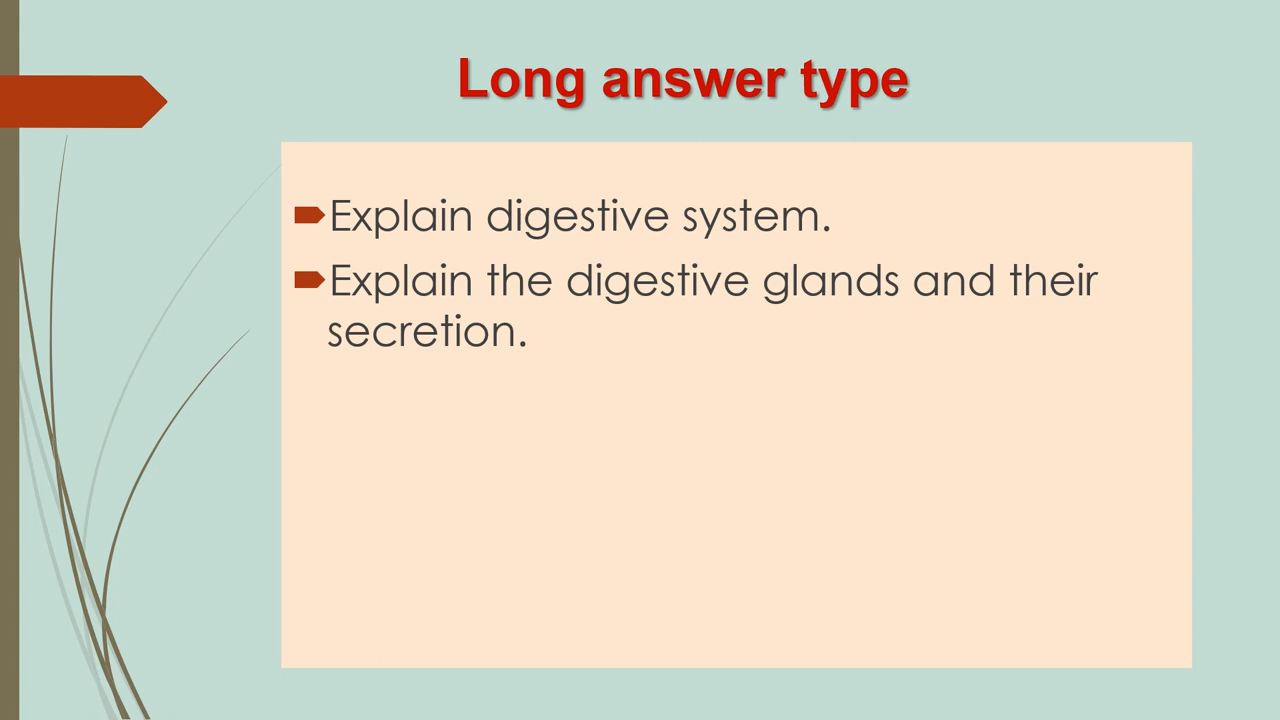 Long answer type
Explain digestive system.
Explain the digestive glands and their
secretion.